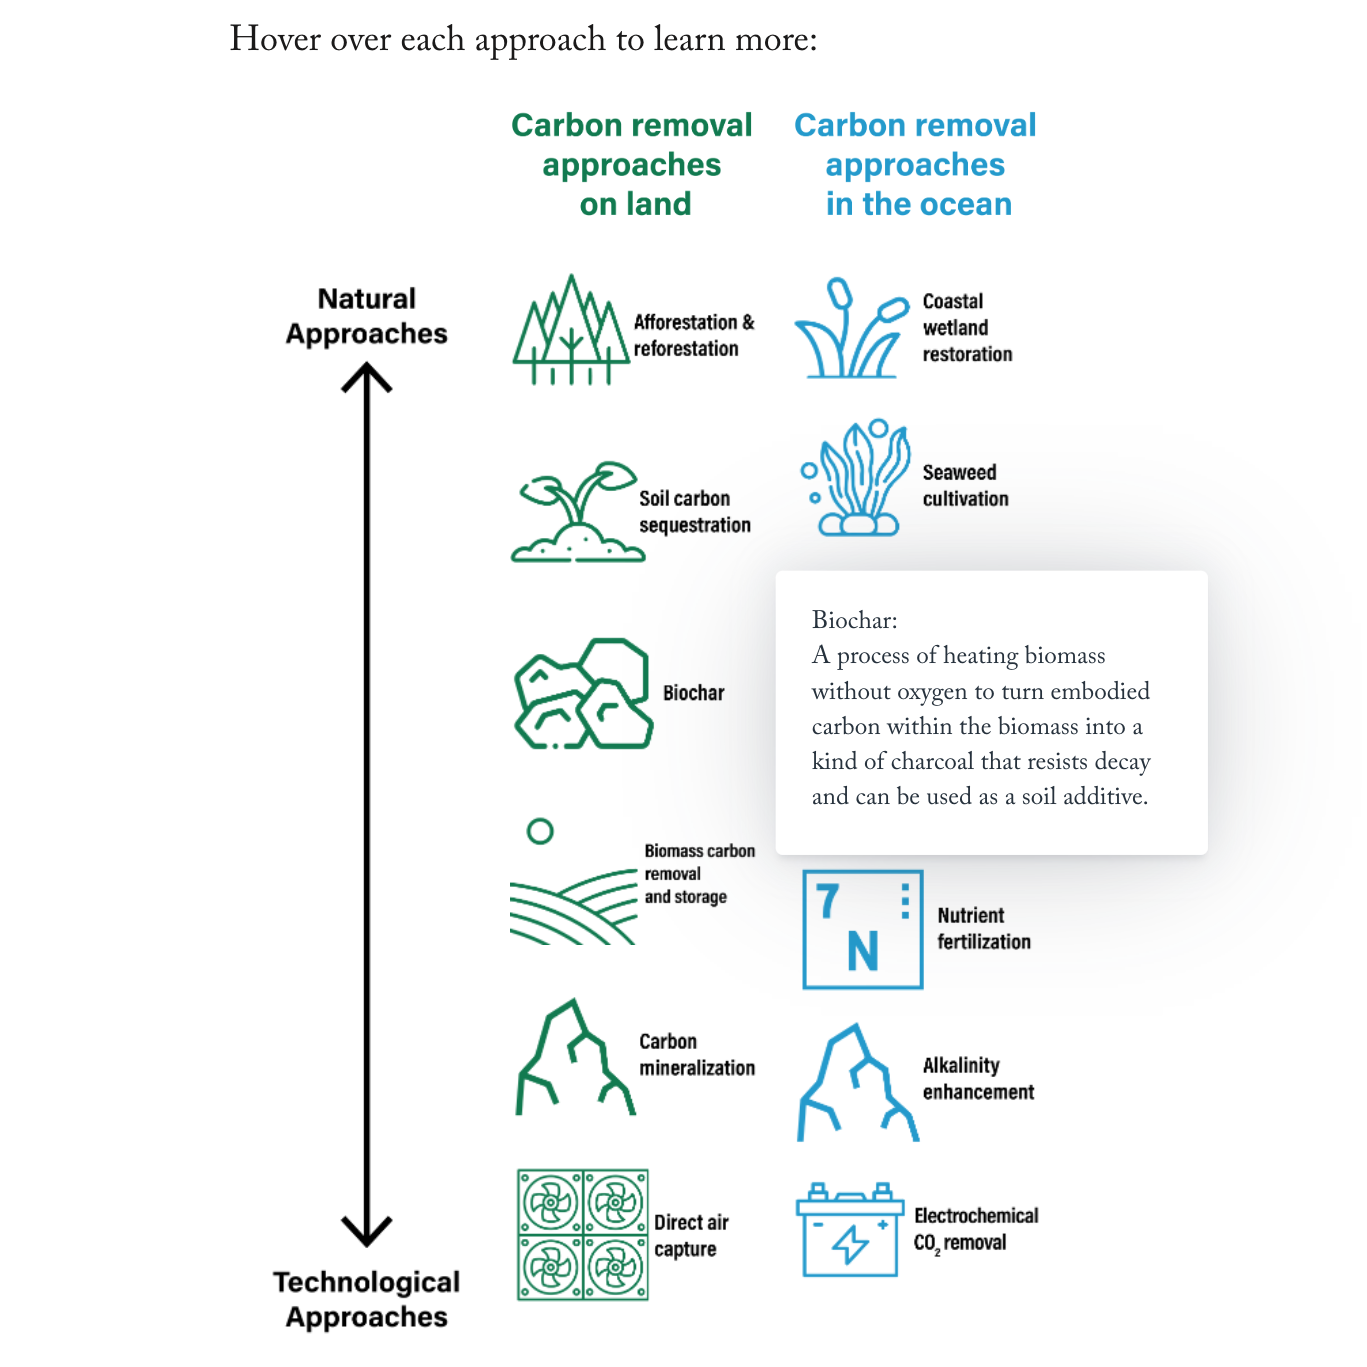 Hover over each approach to learn more:
Carbon removal
approaches
on land
Carbon removal
approaches
in the ocean
Natural
Approaches
Afforestation &
reforestation
Coastal
wetland
restoration
Soil carbon
sequestration
Seaweed
cultivation
Biochar
Biochar:
A process of heating biomass
without oxygen to turn embodied
carbon within the biomass into a
kind of charcoal that resists decay
and can be used as a soil additive.
Biomass carbon
removal
and storage
7
N
Nutrient
fertilization
Carbon
mineralization
Alkalinity
enhancement
Direct air
capture
- +
Electrochemical
CO₂ removal
Technological
Approaches